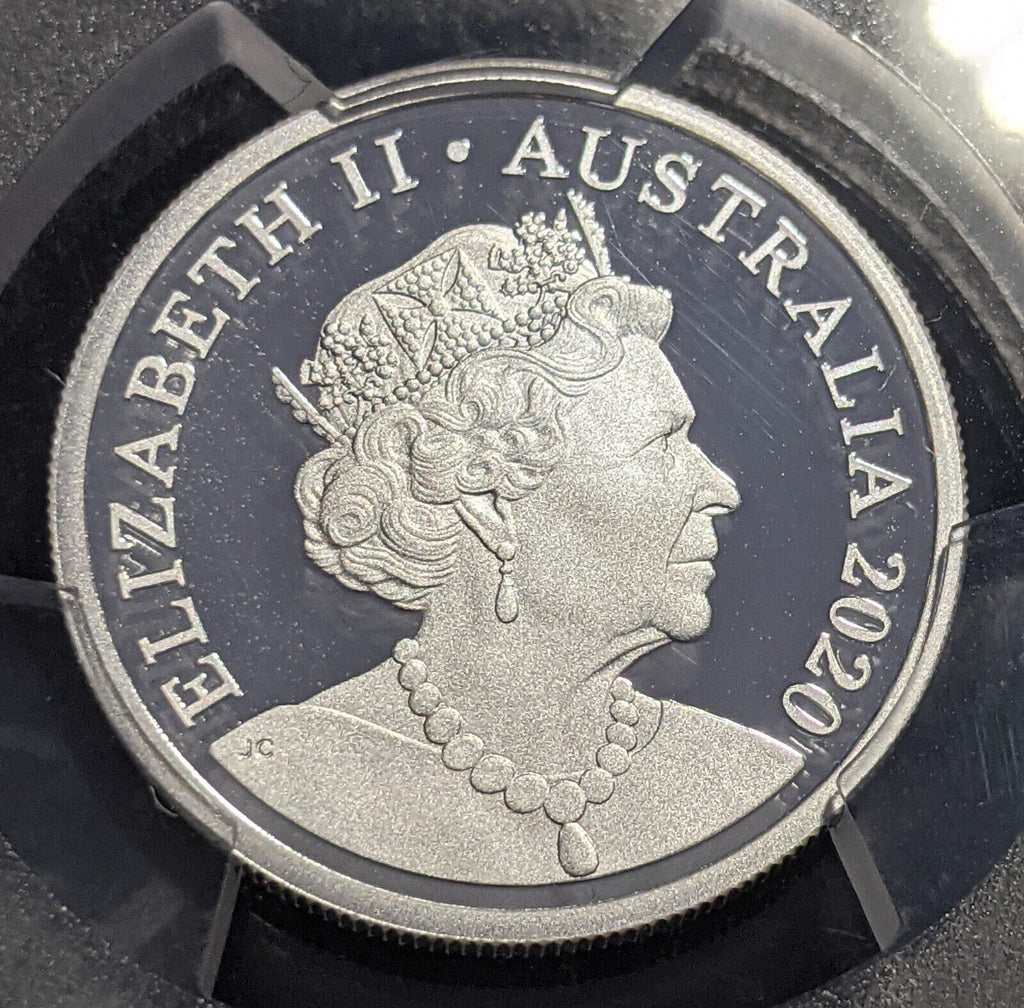 ELIZABETH II • AUSTRALIA 2020
JC